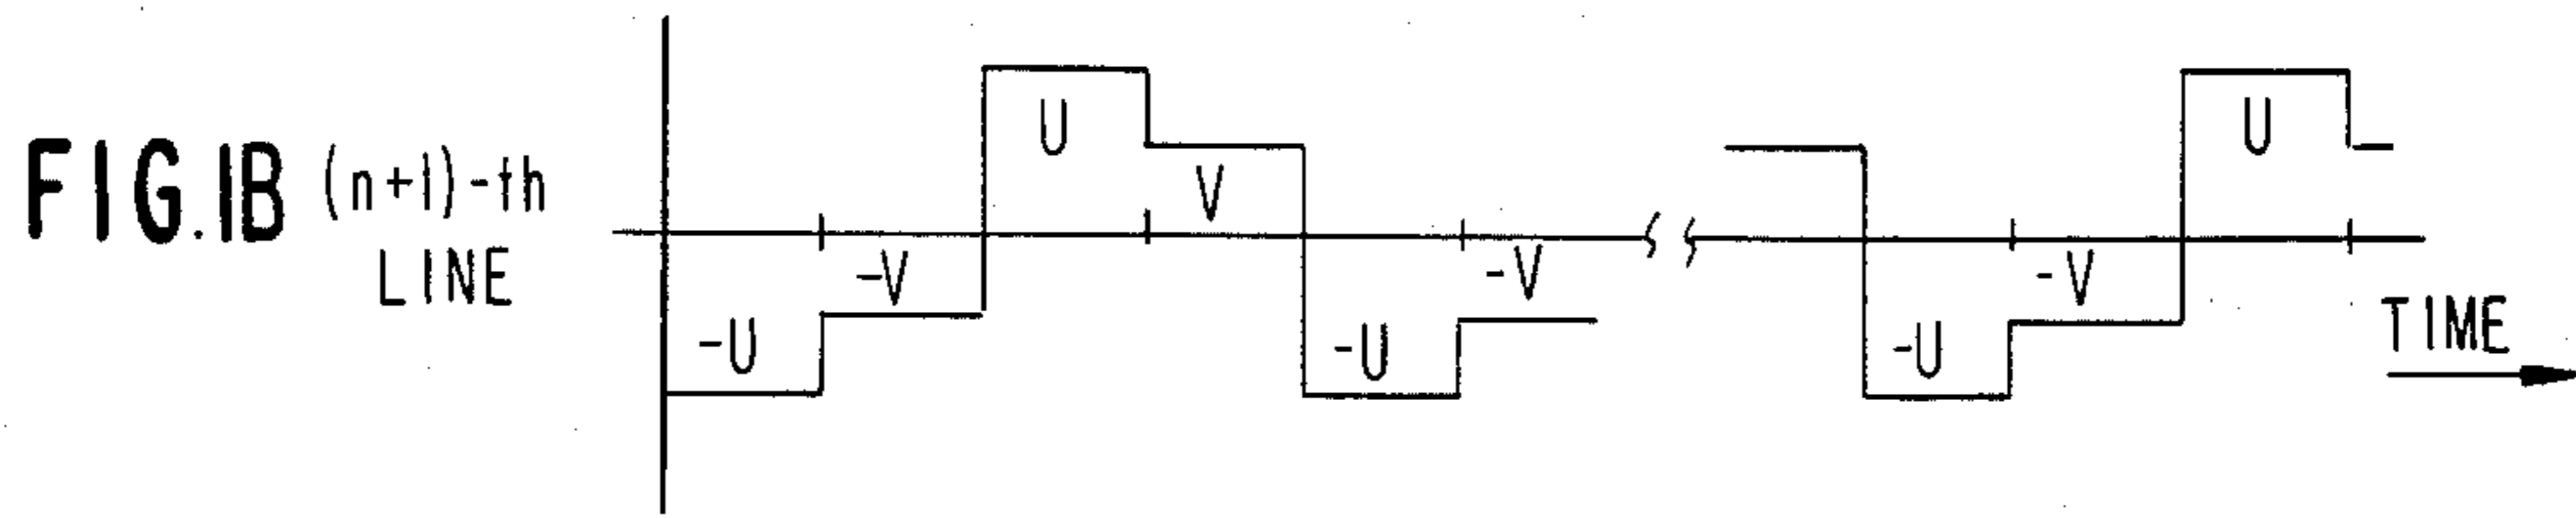 FIG.1B (n+1)-th
LINE
-U
-V
U
V
-U
-V
-U
-V
U
TIME